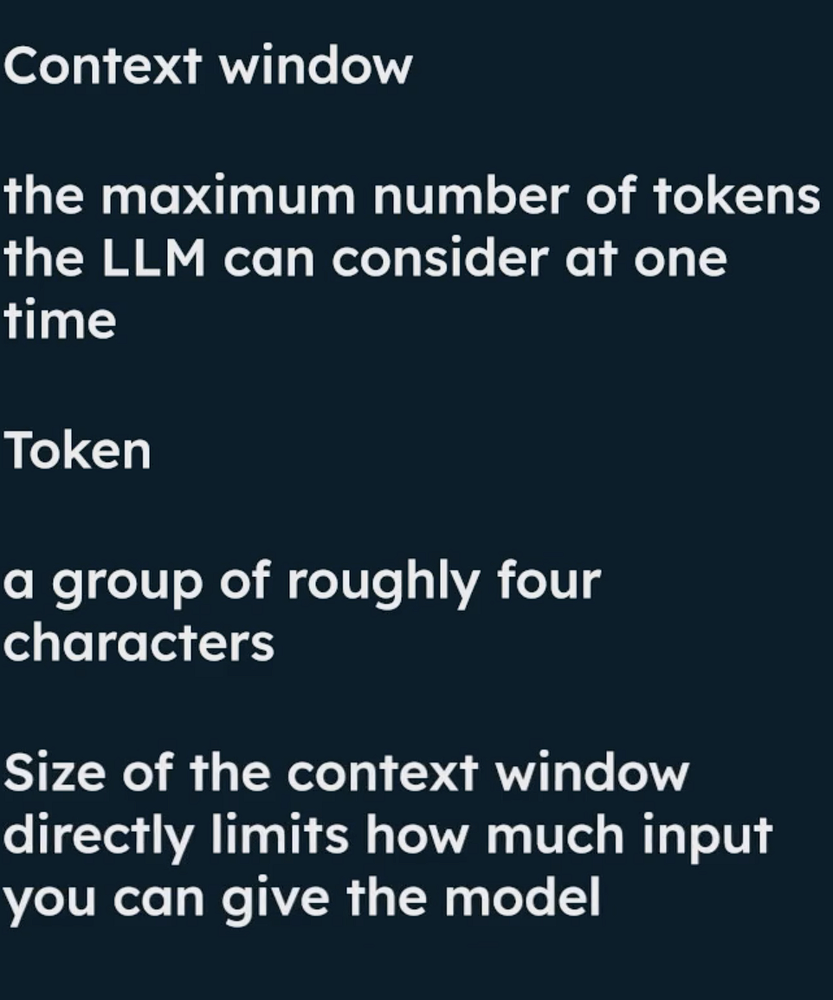 Context window
the maximum number of tokens
the LLM can consider at one
time
Token
a group of roughly four
characters
Size of the context window
directly limits how much input
you can give the model